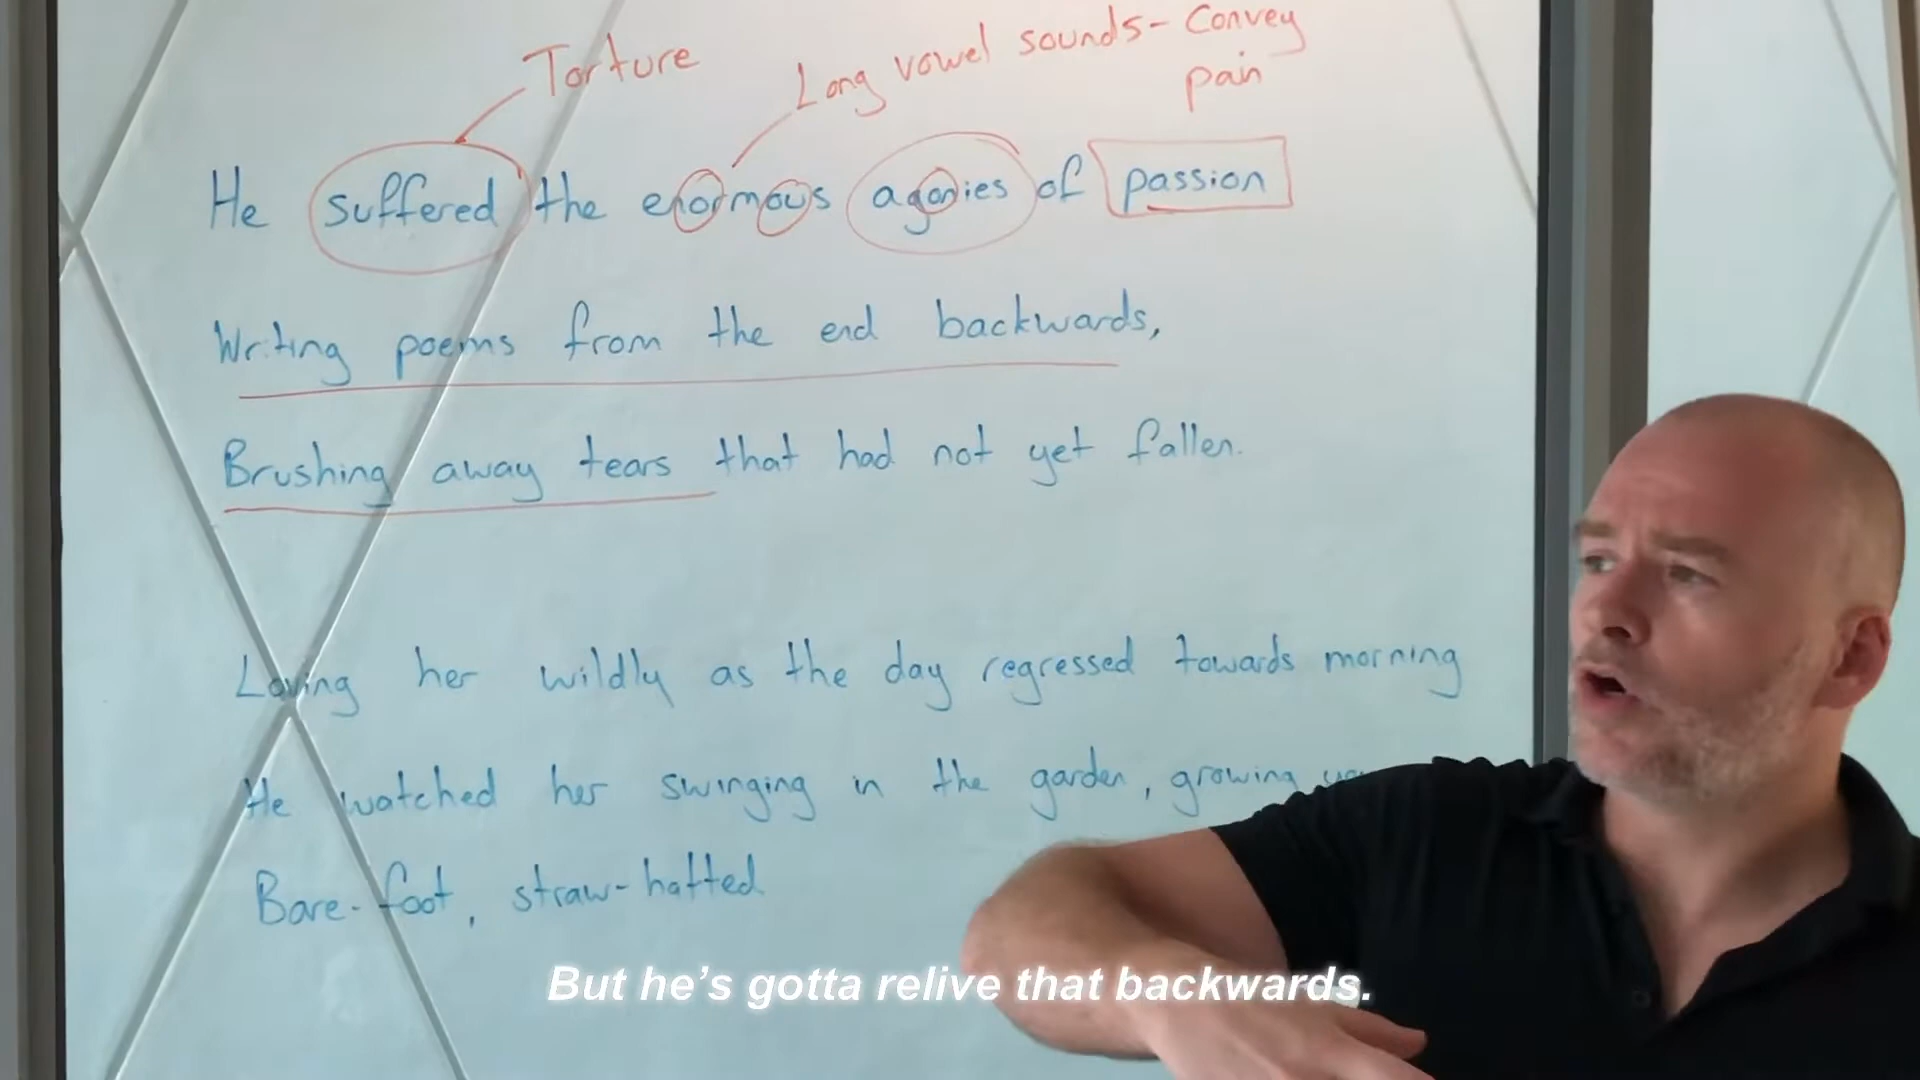 Torture
Long vowel sounds - Convey
pain
He suffered the enormous agonies of passion
Writing poems from the end backwards,
Brushing away tears that had not yet fallen.
Loving her wildly as the day regressed towards morning
He watched her swinging in the garden, growing
Bare-foot, straw-hatted
But he's gotta relive that backwards.